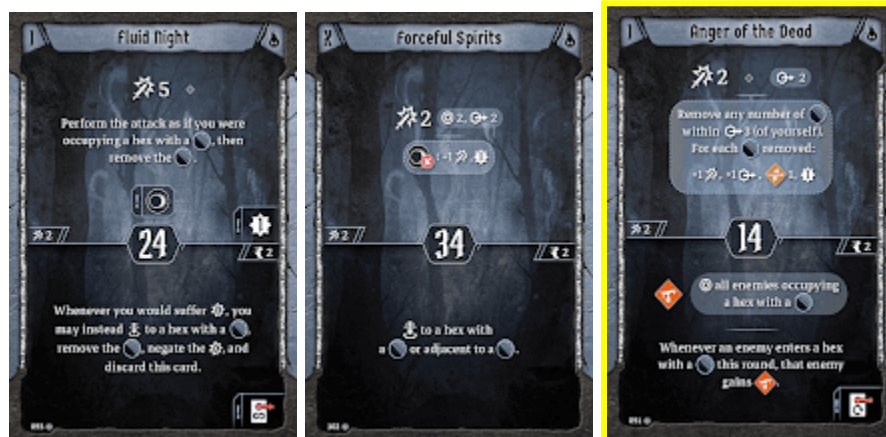 I
Fluid Night
5
Perform the attack as if you were
occupying a hex with a , then
remove the .
2
24
2
Whenever you would suffer , you
may instead to a hex with a ,
remove the , negate the , and
discard this card.
X
Forceful Spirits
2 2, 2
: -1 ,
2
34
2
to a hex with
a or adjacent to a .
I
Anger of the Dead
2 2
Remove any number of
within 3 (of yourself).
For each removed:
+1 , +1 , 1,
2
14
2
all enemies occupying
a hex with a
Whenever an enemy enters a hex
with a this round, that enemy
gains .